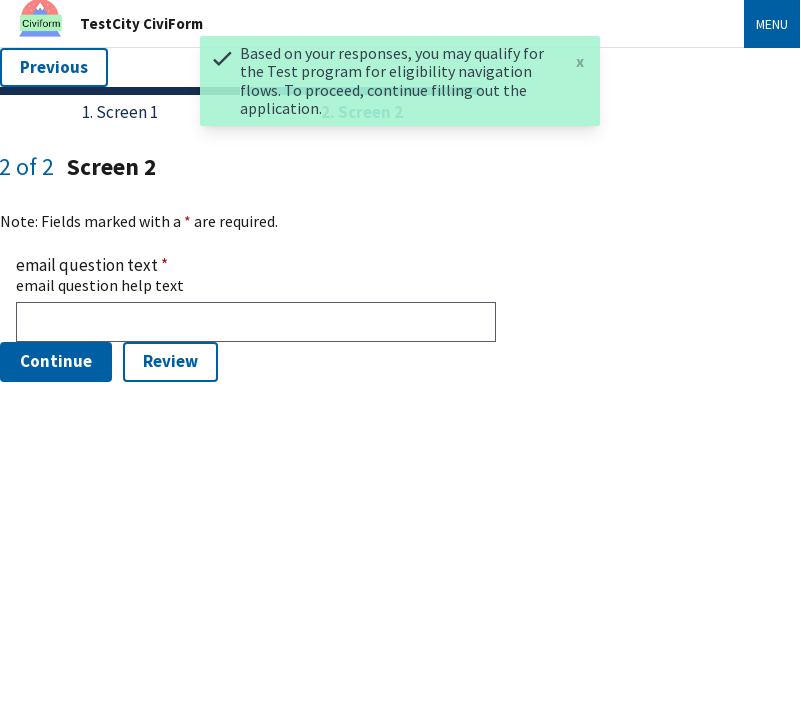 Civiform
TestCity CiviForm
MENU
Previous
Based on your responses, you may qualify for
the Test program for eligibility navigation
flows. To proceed, continue filling out the
application.
x
1. Screen 1
2. Screen 2
2 of 2 Screen 2
Note: Fields marked with a * are required.
email question text *
email question help text
Continue
Review